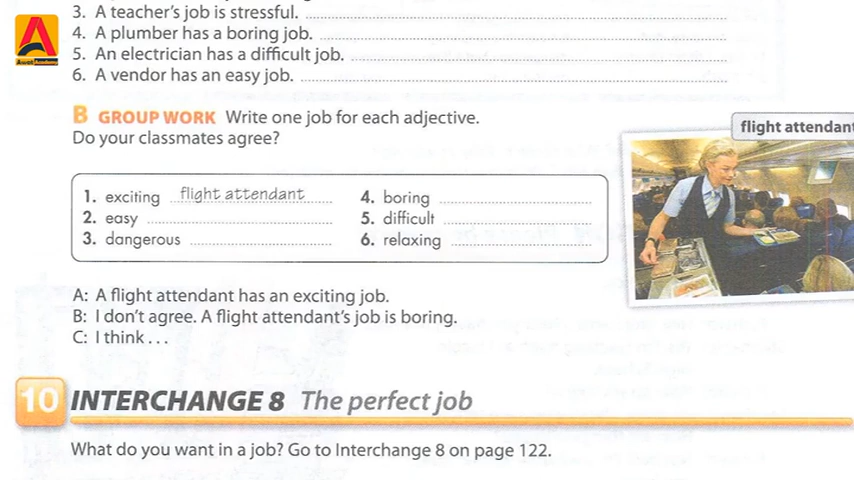 3. A teacher's job is stressful.
4. A plumber has a boring job.
5. An electrician has a difficult job.
6. A vendor has an easy job.
A
Awat Academy
B GROUP WORK Write one job for each adjective.
Do your classmates agree?
flight attendant
1. exciting flight attendant
2. easy
3. dangerous
4. boring
5. difficult
6. relaxing
A: A flight attendant has an exciting job.
B: I don't agree. A flight attendant's job is boring.
C: I think . . .
10 INTERCHANGE 8 The perfect job
What do you want in a job? Go to Interchange 8 on page 122.